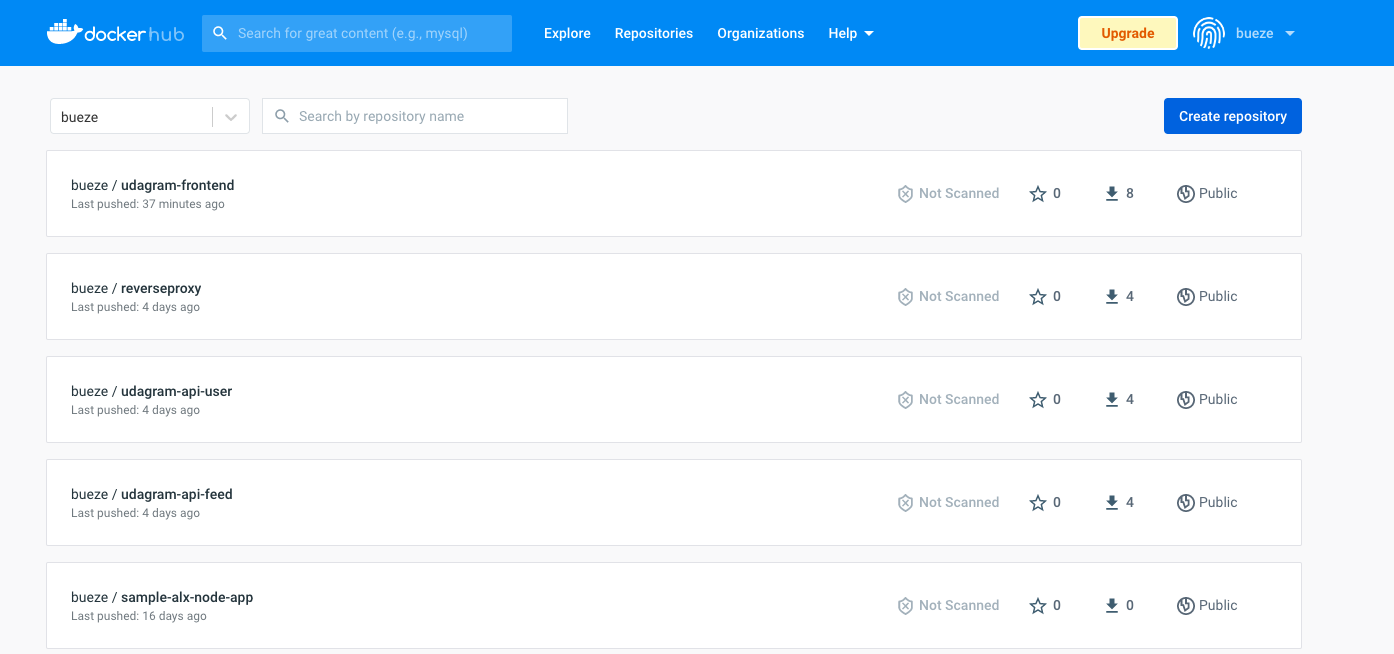 docker hub
Search for great content (e.g., mysql)
Explore
Repositories
Organizations
Help
Upgrade
bueze
bueze
Search by repository name
Create repository
bueze / udagram-frontend
Last pushed: 37 minutes ago
Not Scanned
0
8
Public
bueze / reverseproxy
Last pushed: 4 days ago
Not Scanned
0
4
Public
bueze / udagram-api-user
Last pushed: 4 days ago
Not Scanned
0
4
Public
bueze / udagram-api-feed
Last pushed: 4 days ago
Not Scanned
0
4
Public
bueze / sample-alx-node-app
Last pushed: 16 days ago
Not Scanned
0
0
Public